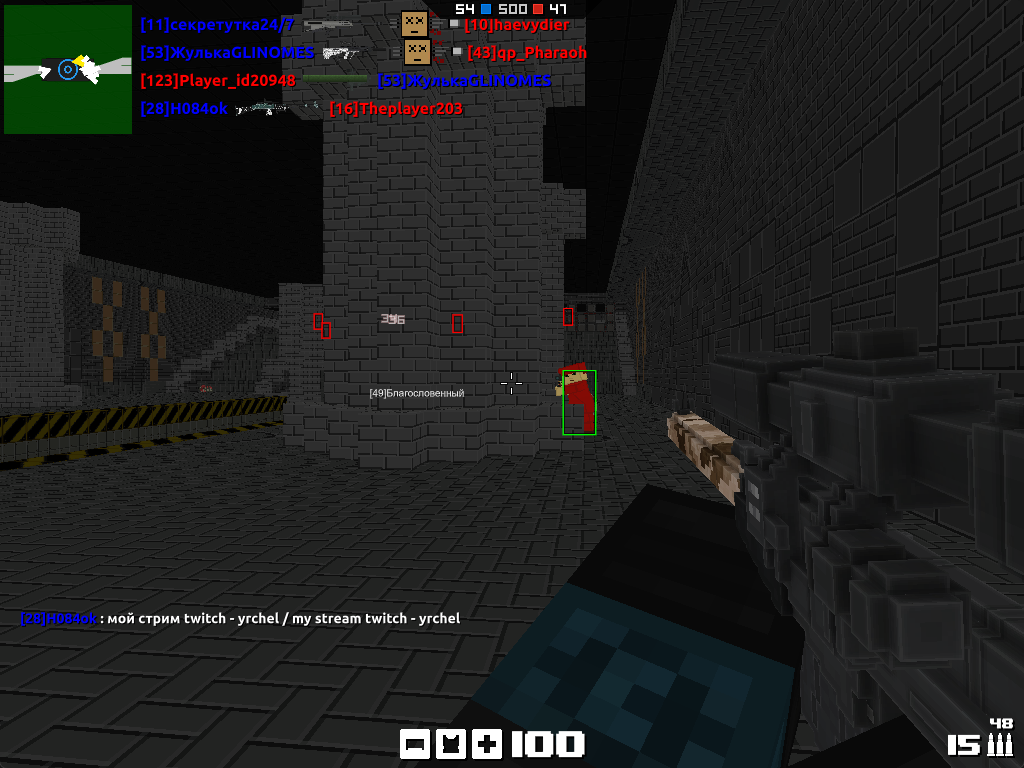 54 500 47
[11]секретутка24/7 [10]haevydier
[53]ЖулькаGLINOMES [43]qp_Pharaoh
[123]Player_id20948 [53]ЖулькаGLINOMES
[28]H084ok [16]Theplayer203
[49]Благословенный
[28]H084ok : мой стрим twitch - yrchel / my stream twitch - yrchel
100
48
15